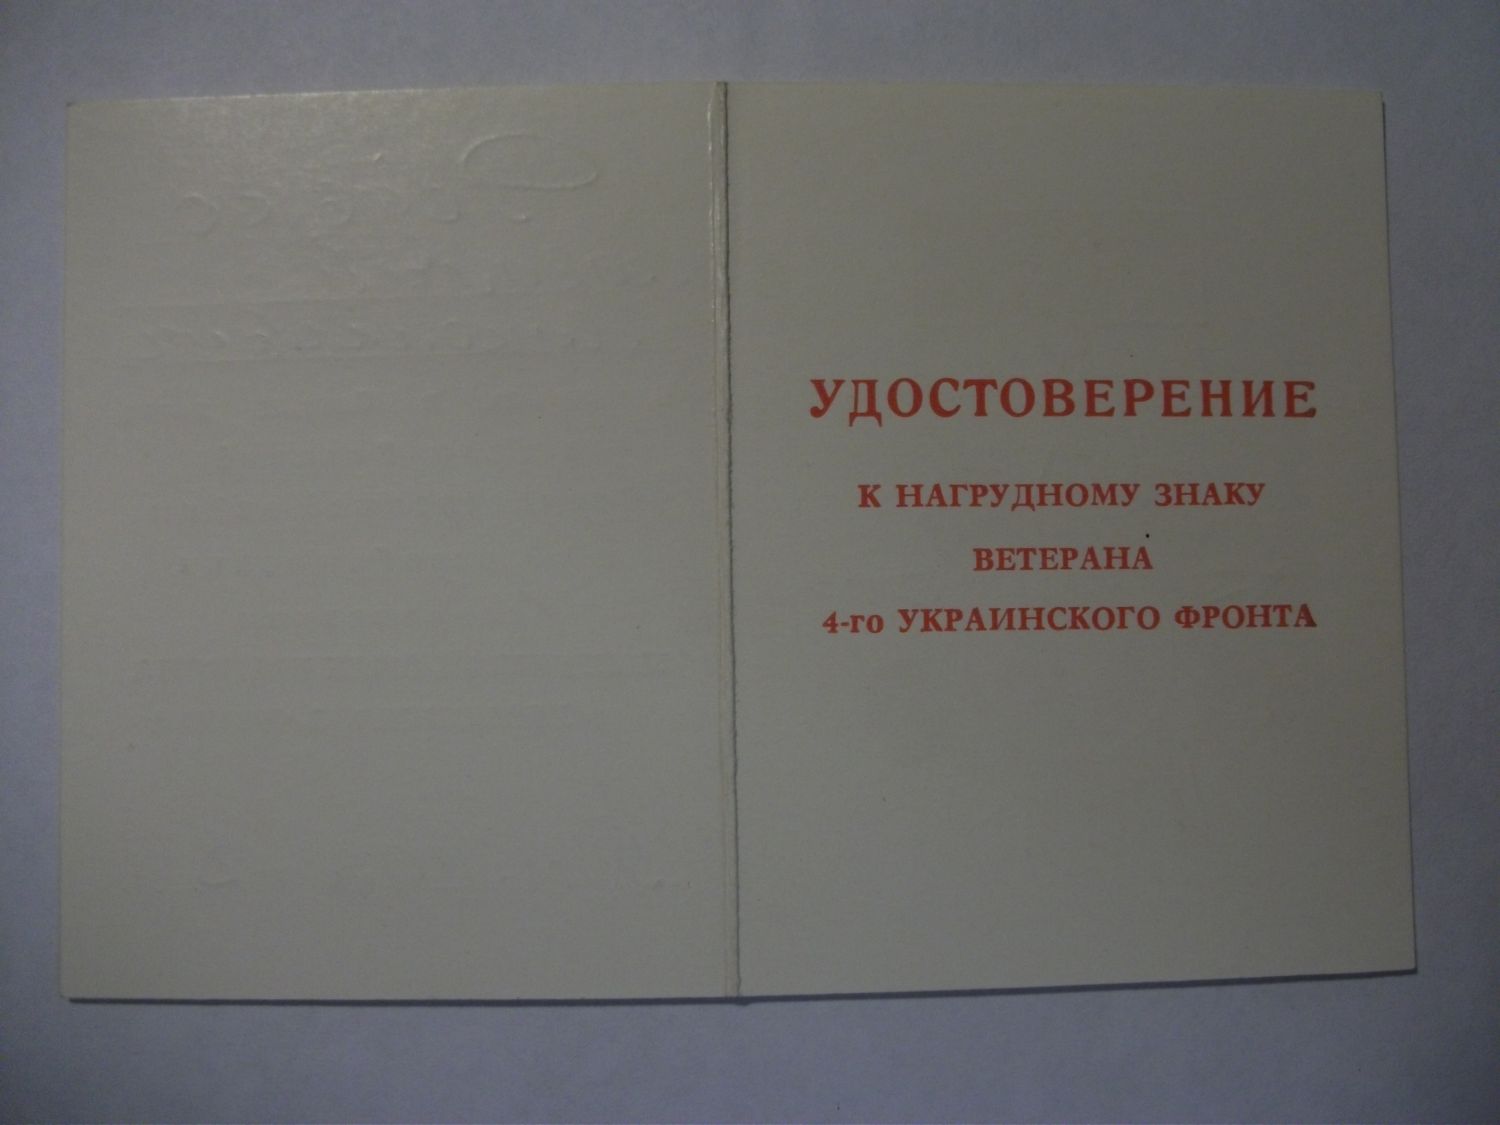 УДОСТОВЕРЕНИЕ
К НАГРУДНОМУ ЗНАКУ
ВЕТЕРАНА
4-го УКРАИНСКОГО ФРОНТА